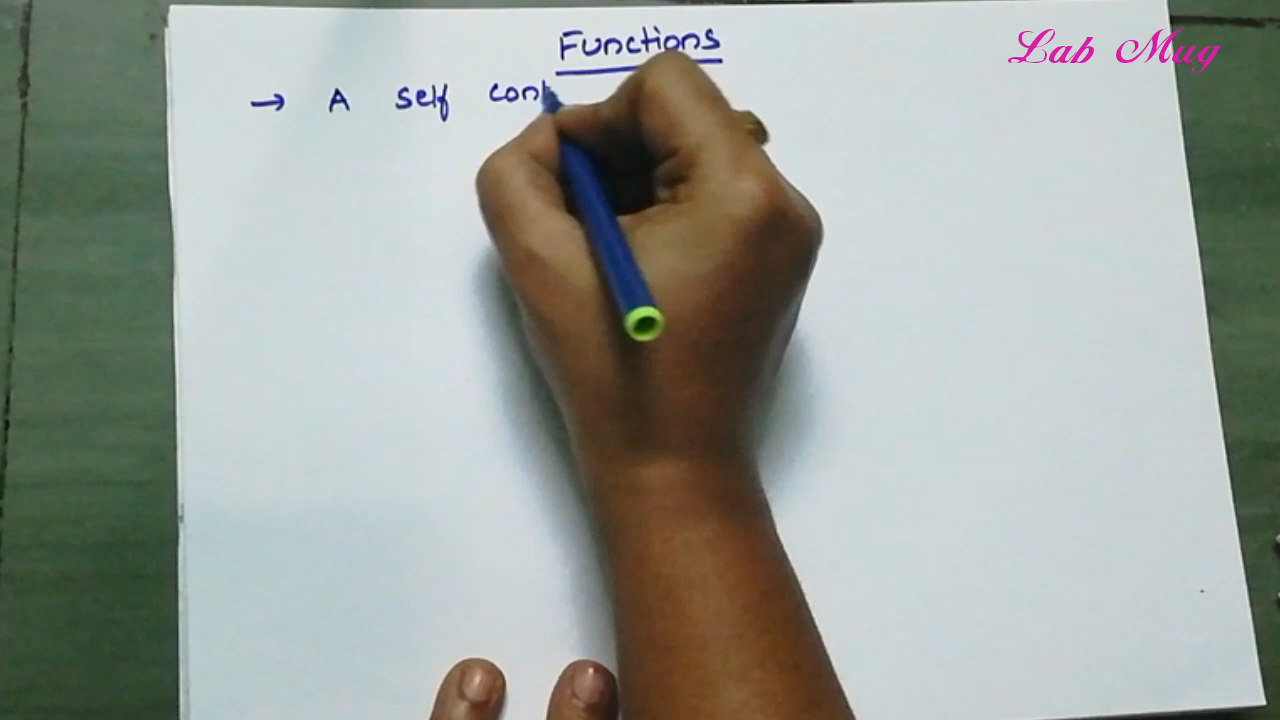 Functions
Lab Mug
→ A self con